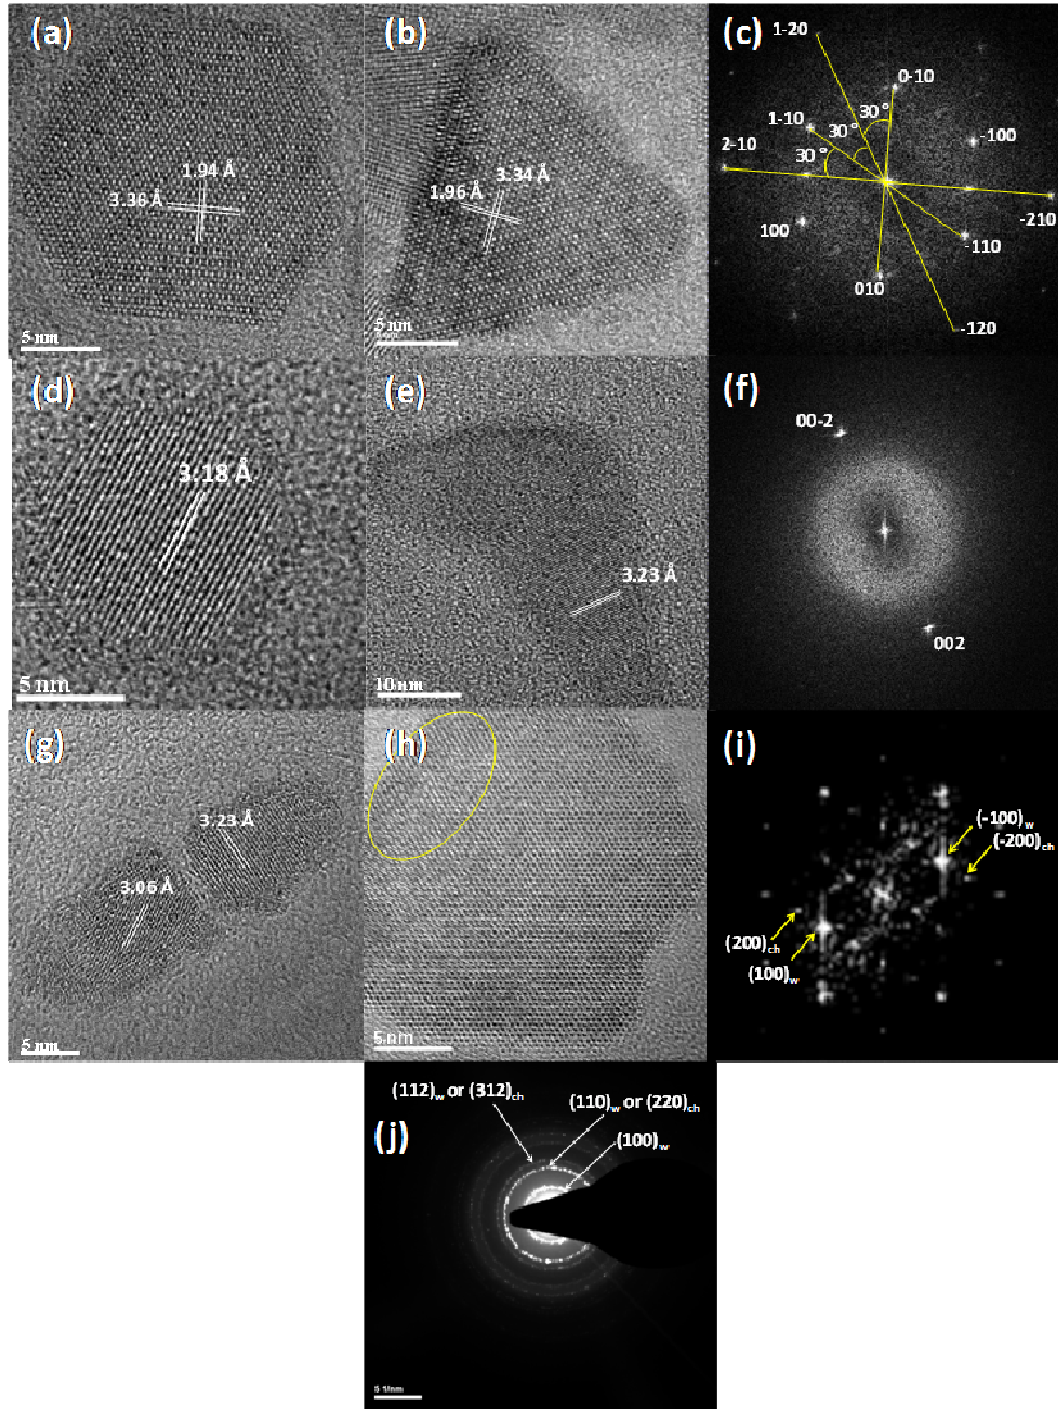 (a)
1.94 Å
3.36 Å
5 nm
(b)
3.34 Å
1.96 Å
5 nm
(c)
1-20
0-10
30°
1-10
30°
-100
2-10
30°
-210
100
-110
010
-120
(d)
3.18 Å
5 nm
(e)
3.23 Å
10 nm
(f)
00-2
002
(g)
3.23 Å
3.06 Å
5 nm
(h)
5 nm
(i)
(-100)w
(-200)ch
(200)ch
(100)w
(112)w or (312)ch
(110)w or (220)ch
(j)
(100)w